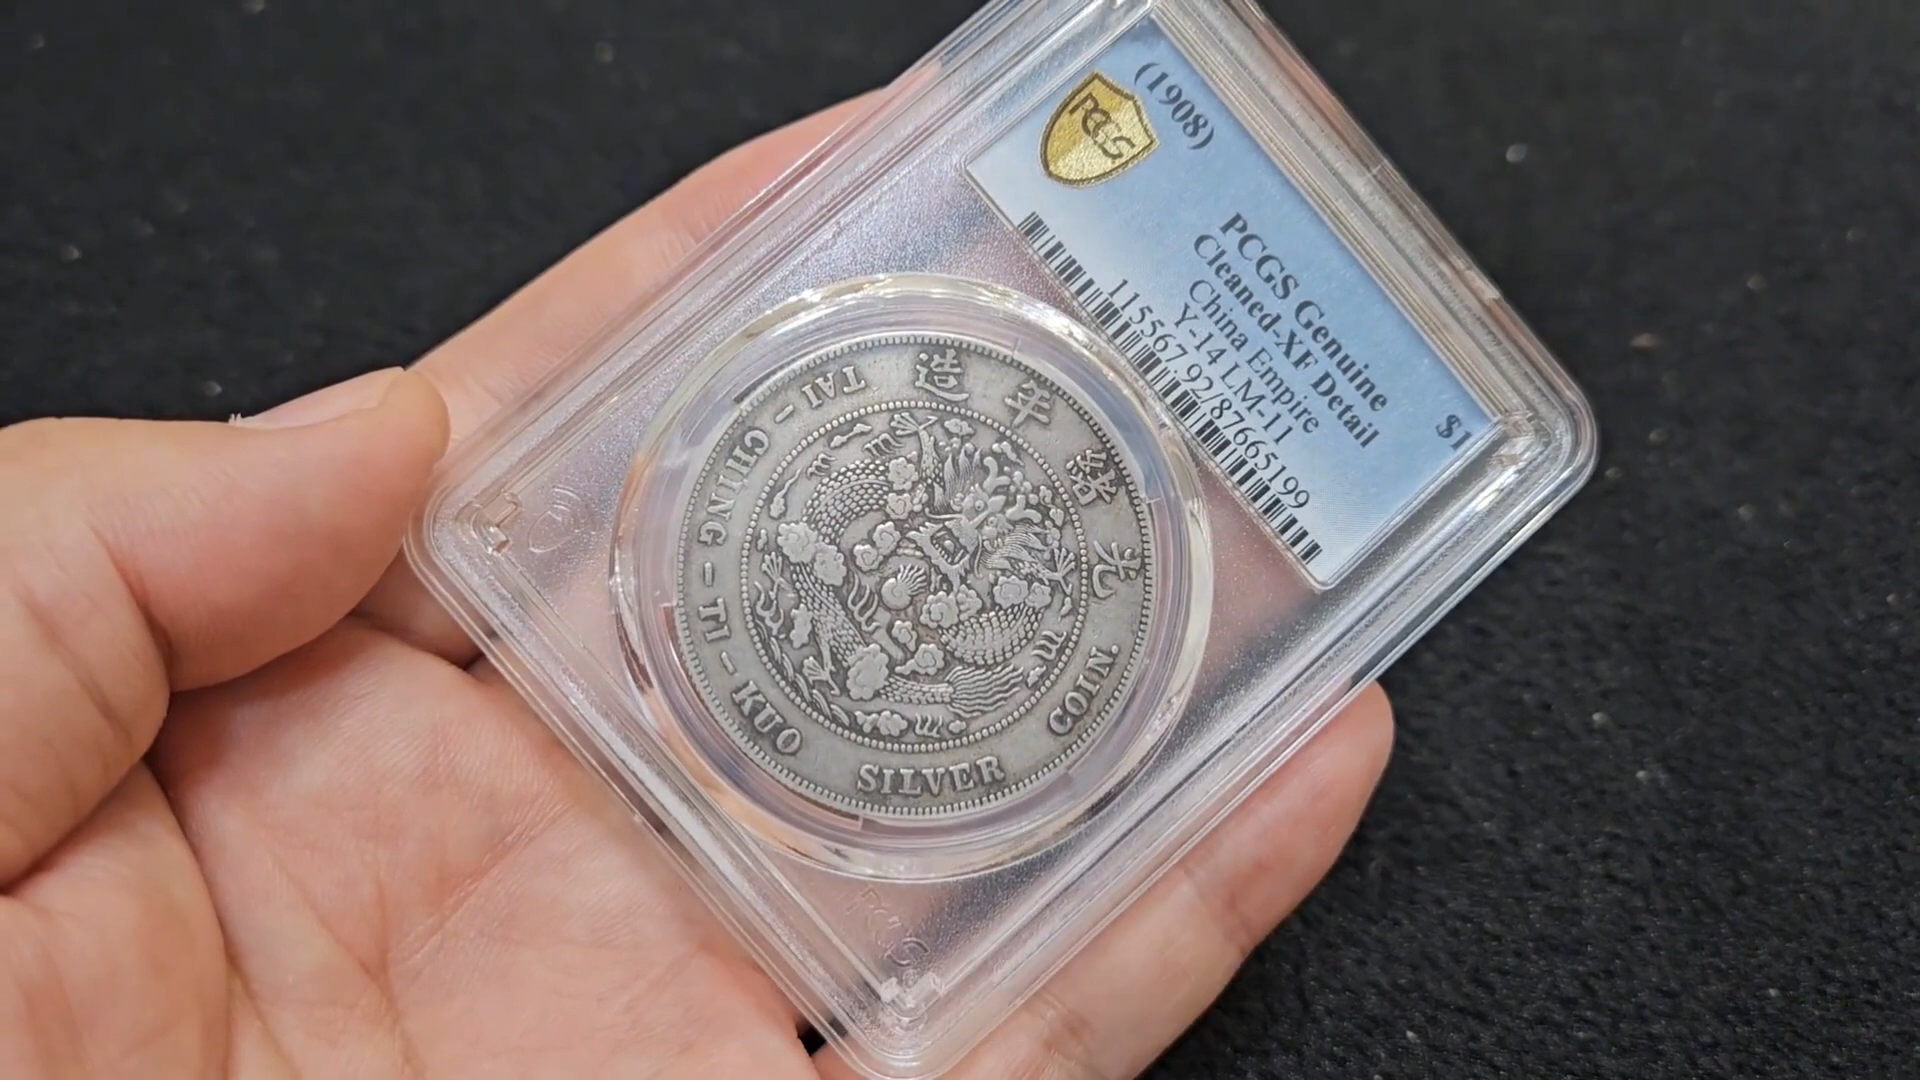 (1908) $1
PCGS
PCGS Genuine
Cleaned-XF Detail
China Empire
Y-14 LM-11
115567.92/87665199
造年緒光
TAI-CHING-TI-KUO SILVER COIN.
PCGS